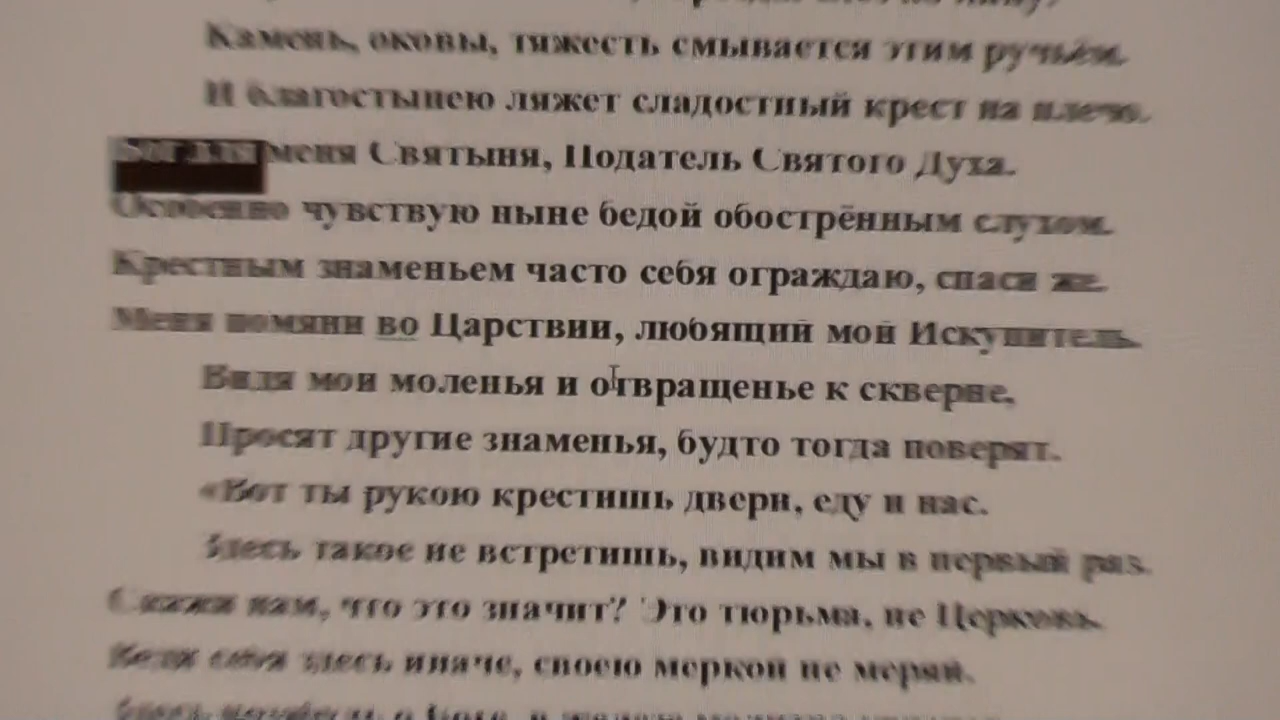 Камень, оковы, тяжесть смывается этим ручьём.
И благостынею ляжет сладостный крест на плечо.
меня Святыня, Податель Святого Духа.
Особенно чувствую ныне бедой обострённым слухом.
Крестным знаменьем часто себя ограждаю, спаси же.
Меня помяни во Царствии, любящий мой Искупитель.
Видя мои моленья и отвращенье к скверне,
Просят другие знаменья, будто тогда поверят.
«Вот ты рукою крестишь двери, еду и нас.
Здесь такое не встретишь, видим мы в первый раз.
Скажи нам, что это значит? Это тюрьма, не Церковь.
Веди себя здесь иначе, своею меркой не меряй.